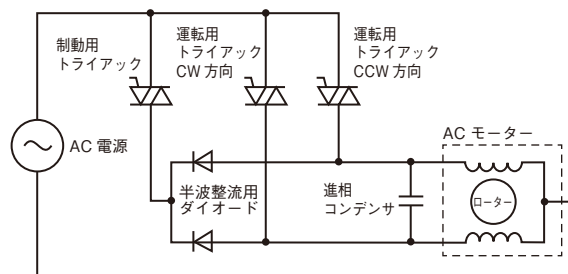 制動用
トライアック
運転用
トライアック
CW 方向
運転用
トライアック
CCW 方向
AC 電源
AC モーター
半波整流用
ダイオード
進相
コンデンサ
ローター